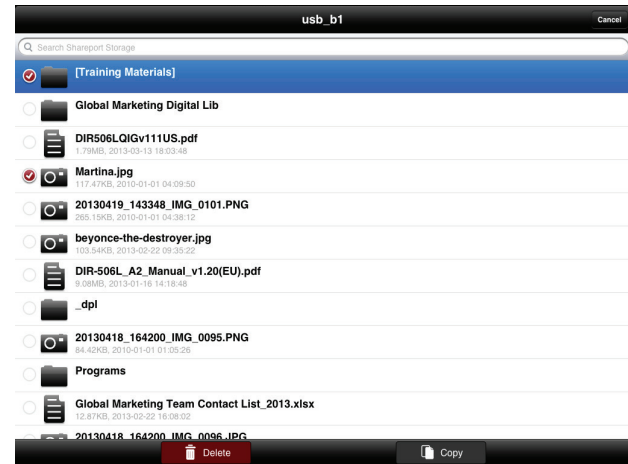 usb_b1
Cancel
Search Shareport Storage
[Training Materials]
Global Marketing Digital Lib
DIR506LQIGv111US.pdf
1.79MB, 2013-03-13 18:03:48
Martina.jpg
117.47KB, 2010-01-01 04:09:50
20130419_143348_IMG_0101.PNG
265.15KB, 2010-01-01 04:38:12
beyonce-the-destroyer.jpg
103.54KB, 2013-02-22 09:35:22
DIR-506L_A2_Manual_v1.20(EU).pdf
9.08MB, 2013-01-16 14:18:48
_dpl
20130418_164200_IMG_0095.PNG
84.42KB, 2010-01-01 01:05:26
Programs
Global Marketing Team Contact List_2013.xlsx
12.87KB, 2013-02-22 16:08:02
20130418_164200_IMG_0096.JPG
Delete
Copy